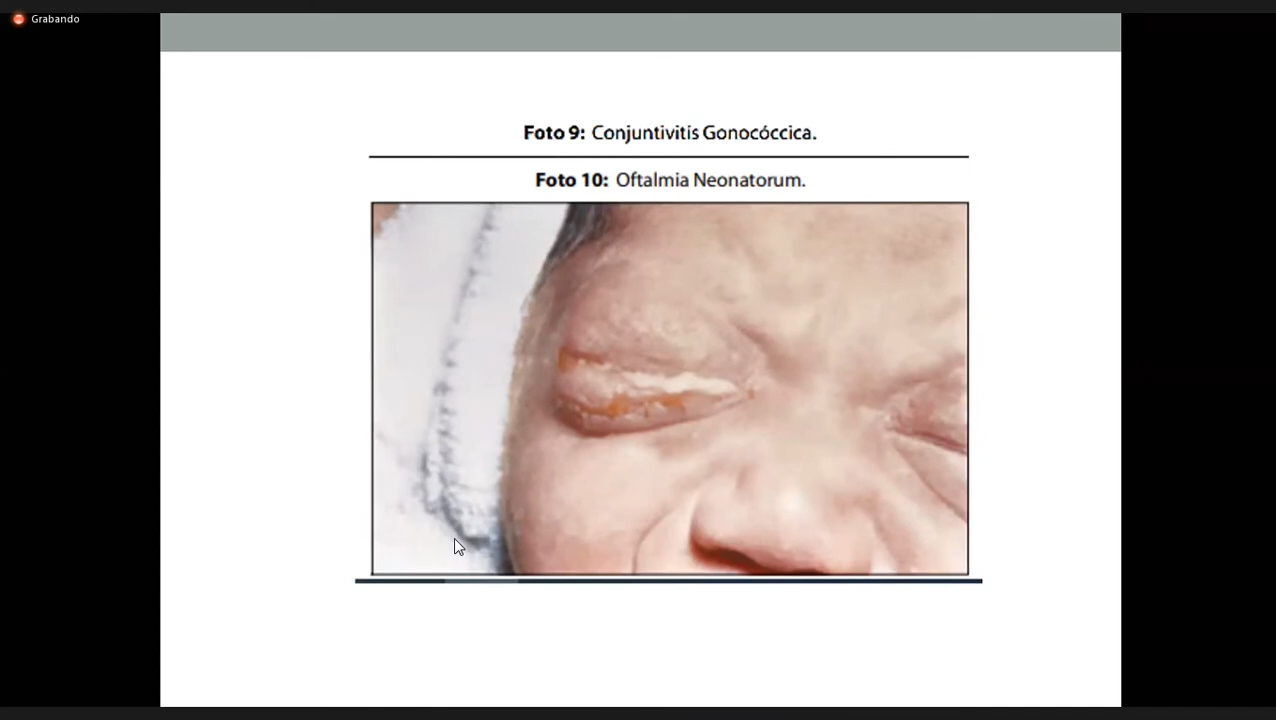 Grabando
Foto 9: Conjuntivitis Gonocóccica.
Foto 10: Oftalmia Neonatorum.